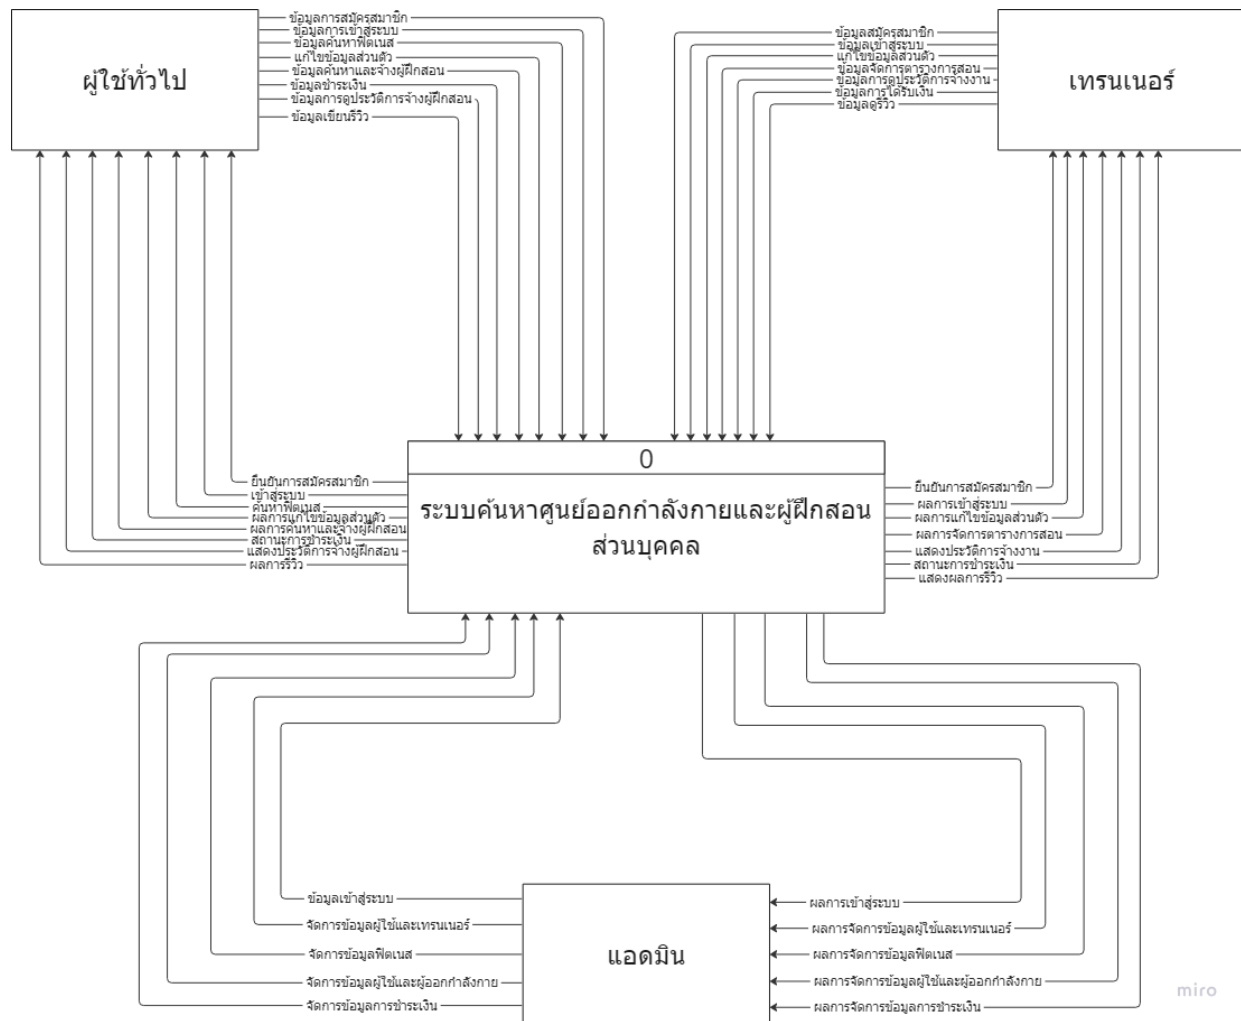 ผู้ใช้ทั่วไป
ข้อมูลการสมัครสมาชิก
ข้อมูลการเข้าสู่ระบบ
ข้อมูลค้นหาฟิตเนส
แก้ไขข้อมูลส่วนตัว
ข้อมูลค้นหาและจ้างผู้ฝึกสอน
ข้อมูลชำระเงิน
ข้อมูลการดูประวัติการจ้างผู้ฝึกสอน
ข้อมูลเขียนรีวิว
เทรนเนอร์
ข้อมูลสมัครสมาชิก
ข้อมูลเข้าสู่ระบบ
แก้ไขข้อมูลส่วนตัว
ข้อมูลจัดการตารางการสอน
ข้อมูลการดูประวัติการจ้างงาน
ข้อมูลการได้รับเงิน
ข้อมูลดูรีวิว
0
ระบบค้นหาศูนย์ออกกำลังกายและผู้ฝึกสอน
ส่วนบุคคล
ยืนยันการสมัครสมาชิก
เข้าสู่ระบบ
ค้นหาฟิตเนส
ผลการแก้ไขข้อมูลส่วนตัว
ผลการค้นหาและจ้างผู้ฝึกสอน
สถานะการชำระเงิน
แสดงประวัติการจ้างผู้ฝึกสอน
ผลการรีวิว
ยืนยันการสมัครสมาชิก
ผลการเข้าสู่ระบบ
ผลการแก้ไขข้อมูลส่วนตัว
ผลการจัดการตารางการสอน
แสดงประวัติการจ้างงาน
สถานะการชำระเงิน
แสดงผลการรีวิว
ข้อมูลเข้าสู่ระบบ
จัดการข้อมูลผู้ใช้และเทรนเนอร์
จัดการข้อมูลฟิตเนส
จัดการข้อมูลผู้ใช้และผู้ออกกำลังกาย
จัดการข้อมูลการชำระเงิน
แอดมิน
ผลการเข้าสู่ระบบ
ผลการจัดการข้อมูลผู้ใช้และเทรนเนอร์
ผลการจัดการข้อมูลฟิตเนส
ผลการจัดการข้อมูลผู้ใช้และผู้ออกกำลังกาย
ผลการจัดการข้อมูลการชำระเงิน
miro